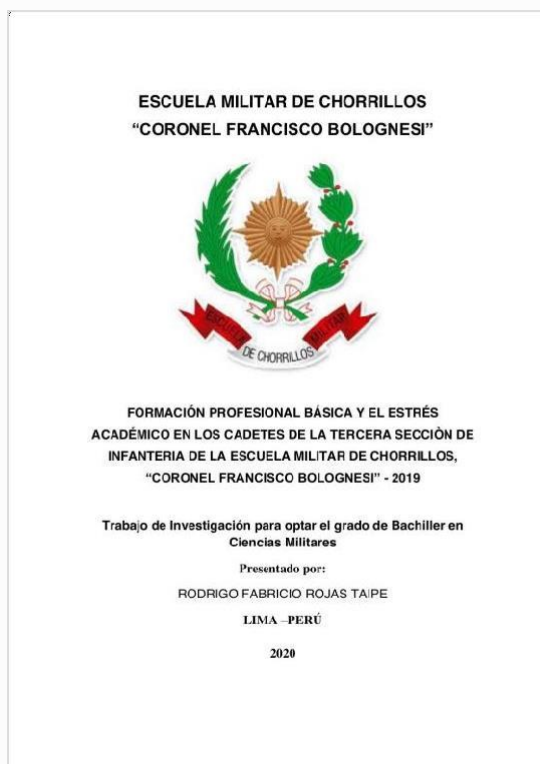 ESCUELA MILITAR DE CHORRILLOS
“CORONEL FRANCISCO BOLOGNESI”
ESCUELA
MILITAR
DE CHORRILLOS
FORMACIÓN PROFESIONAL BÁSICA Y EL ESTRÉS
ACADÉMICO EN LOS CADETES DE LA TERCERA SECCIÒN DE
INFANTERIA DE LA ESCUELA MILITAR DE CHORRILLOS,
“CORONEL FRANCISCO BOLOGNESI” - 2019
Trabajo de Investigación para optar el grado de Bachiller en
Ciencias Militares
Presentado por:
RODRIGO FABRICIO ROJAS TAIPE
LIMA –PERÚ
2020